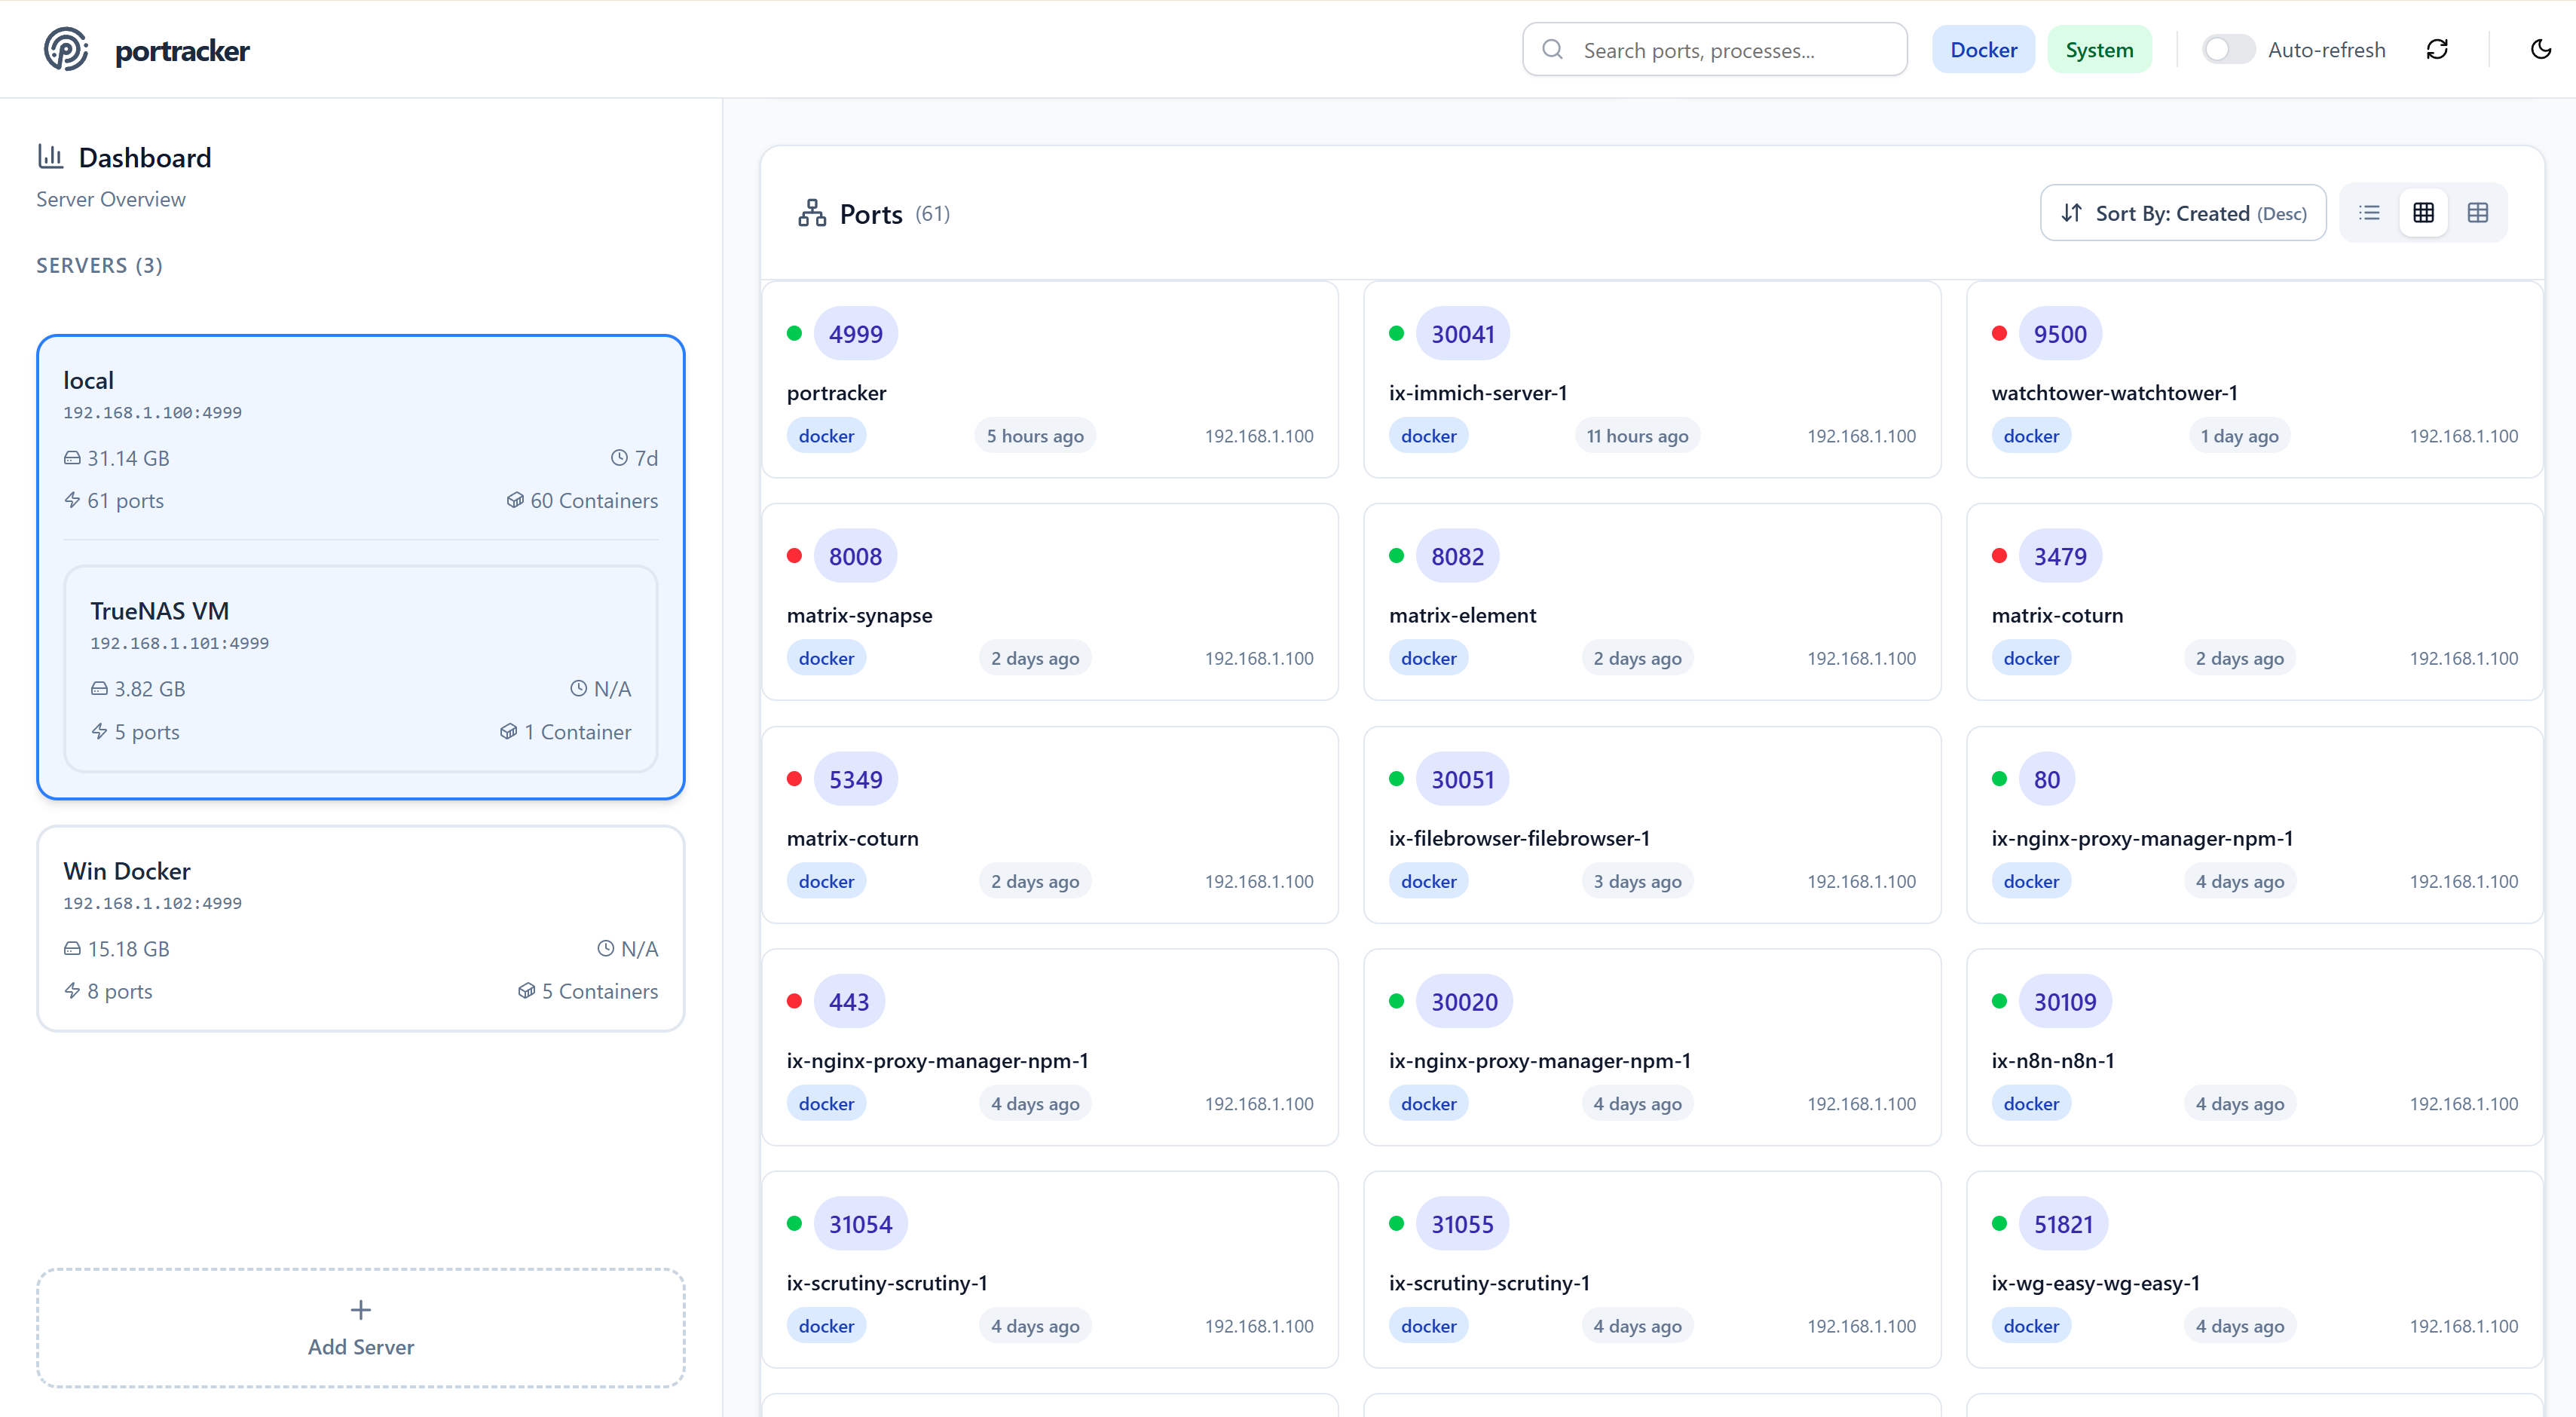 portracker
Search ports, processes...
Docker
System
Auto-refresh
Dashboard
Server Overview
SERVERS (3)
local
192.168.1.100:4999
31.14 GB
7d
61 ports
60 Containers
TrueNAS VM
192.168.1.101:4999
3.82 GB
N/A
5 ports
1 Container
Win Docker
192.168.1.102:4999
15.18 GB
N/A
8 ports
5 Containers
Add Server
Ports (61)
Sort By: Created (Desc)
4999
portracker
docker
5 hours ago
192.168.1.100
30041
ix-immich-server-1
docker
11 hours ago
192.168.1.100
9500
watchtower-watchtower-1
docker
1 day ago
192.168.1.100
8008
matrix-synapse
docker
2 days ago
192.168.1.100
8082
matrix-element
docker
2 days ago
192.168.1.100
3479
matrix-coturn
docker
2 days ago
192.168.1.100
5349
matrix-coturn
docker
2 days ago
192.168.1.100
30051
ix-filebrowser-filebrowser-1
docker
3 days ago
192.168.1.100
80
ix-nginx-proxy-manager-npm-1
docker
4 days ago
192.168.1.100
443
ix-nginx-proxy-manager-npm-1
docker
4 days ago
192.168.1.100
30020
ix-nginx-proxy-manager-npm-1
docker
4 days ago
192.168.1.100
30109
ix-n8n-n8n-1
docker
4 days ago
192.168.1.100
31054
ix-scrutiny-scrutiny-1
docker
4 days ago
192.168.1.100
31055
ix-scrutiny-scrutiny-1
docker
4 days ago
192.168.1.100
51821
ix-wg-easy-wg-easy-1
docker
4 days ago
192.168.1.100